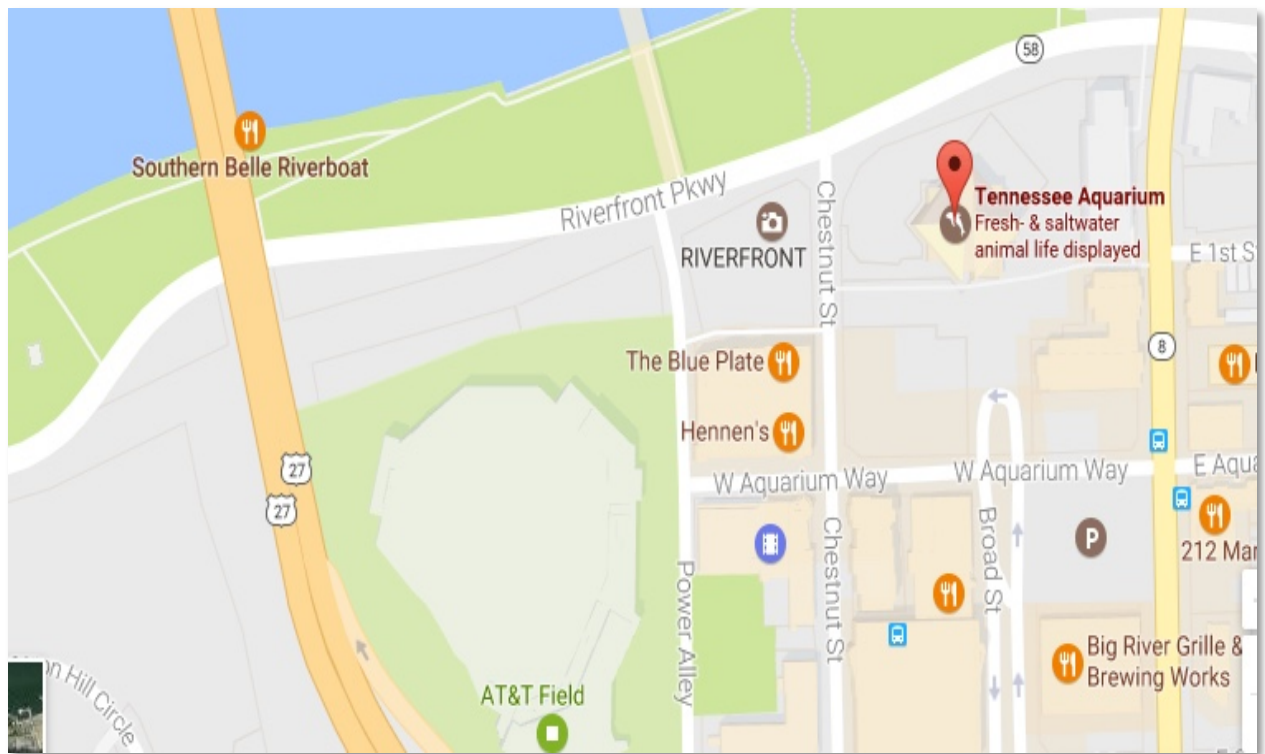 58
Southern Belle Riverboat
Riverfront Pkwy
Chestnut St
Tennessee Aquarium
Fresh- & saltwater
animal life displayed
RIVERFRONT
E 1st S
8
The Blue Plate
Hennen's
27
27
W Aquarium Way
W Aquarium Way
E Aqua
P
Broad St
Chestnut St
Power Alley
212 Mar
Big River Grille &
Brewing Works
Hill Circle
AT&T Field